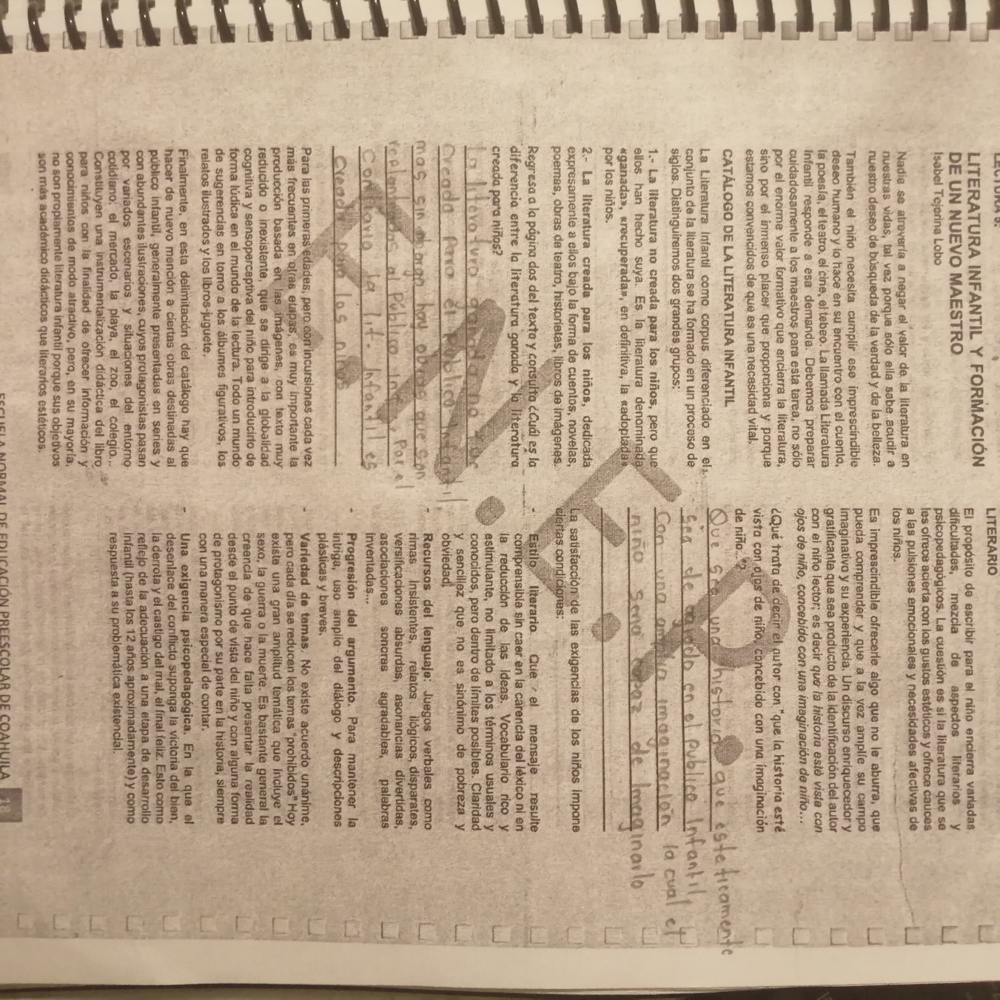 LECTURA 3.
LITERATURA INFANTIL Y FORMACIÓN
DE UN NUEVO MAESTRO
Isabel Tejerina Lobo
Nadie se atrevería a negar el valor de la literatura en
nuestras vidas, tal vez porque sólo ella sabe acudir a
nuestro deseo de búsqueda de la verdad y de la belleza.
También el niño necesita cumplir ese imprescindible
deseo humano y lo hace en su encuentro con el cuento,
la poesía, el teatro, el cine, el tebeo. La llamada Literatura
Infantil responde a esa demanda. Debemos preparar
cuidadosamente a los maestros para esta tarea, no sólo
por el enorme valor formativo que encierra la literatura,
sino por el inmenso placer que proporciona y porque
estamos convencidos de que es una necesidad vital.
CATÁLOGO DE LA LITERATURA INFANTIL
La Literatura Infantil como corpus diferenciado en el
conjunto de la literatura se ha formado en un proceso de
siglos. Distinguiremos dos grandes grupos:
1.- La literatura no creada para los niños, pero que
ellos han hecho suya. Es la literatura denominada
«ganada», «recuperada», en definitiva, la «adoptada»
por los niños.
2.- La literatura creada para los niños, dedicada
expresamente a ellos bajo la forma de cuentos, novelas,
poemas, obras de teatro, historietas, libros de imágenes.
Regresa a la página dos del texto y consulta ¿Cuál es la
diferencia entre la literatura ganada y la literatura
creada para niños?
La literatura ganada no fue
creada para el público infantil,
mas sin embargo hay obras que son
replanteadas al público inf. Por el
contrario la lit. infantil es
creada para los niños
Para las primeras edades, pero con incursiones cada vez
más frecuentes en otras etapas, es muy importante la
producción basada en las imágenes, con texto muy
reducido o inexistente, que se dirige a la globalidad
cognitiva y sensoperceptiva del niño para introducirlo de
forma lúdica en el mundo de la lectura. Todo un mundo
de sugerencias en torno a los álbumes figurativos, los
relatos ilustrados y los libros-juguete.
Finalmente, en esta delimitación del catálogo hay que
hacer de nuevo mención a ciertas obras destinadas al
público infantil, generalmente presentadas en series y
con abundantes ilustraciones, cuyos protagonistas pasan
por variados escenarios y situaciones del entorno
cotidiano: el mercado, la playa, el zoo, el colegio...
Constituyen una instrumentalización didáctica del libro
para niños con la finalidad de ofrecer información y
conocimientos de modo atractivo, pero, en su mayoría,
no son propiamente literatura infantil porque sus objetivos
son más académico didácticos que literarios estéticos.
LITERARIO
El propósito de escribir para el niño encierra variadas
dificultades, mezcla de aspectos literarios y
psicopedagógicos. La cuestión es si la literatura que se
les ofrece acierta con los gustos estéticos y ofrece cauces
a las pulsiones emocionales y necesidades afectivas de
los niños.
Es imprescindible ofrecerle algo que no le aburra, que
pueda comprender y que a la vez amplíe su campo
imaginativo y su experiencia. Un discurso enriquecedor y
gratificante que sea producto de la identificación del autor
con el niño lector; es decir que la historia esté vista con
ojos de niño, concebido con una imaginación de niño...
¿Qué trata de decir el autor con "que la historia esté
vista con ojos de niño, concebido con una imaginación
de niño..."?
Que sea una historia que esteticamente
sea de agrado en el público Infantil,
Con una amplia imaginación la cual el
niño será capaz de Imaginarlo
La satisfacción de las exigencias de los niños impone
ciertas condiciones:
- Estilo literario. Que el mensaje resulte
comprensible sin caer en la carencia del léxico ni en
la reducción de las ideas. Vocabulario rico y
estimulante, no limitado a los términos usuales y
conocidos, pero dentro de límites posibles. Claridad
y sencillez que no es sinónimo de pobreza y
obviedad.
- Recursos del lenguaje: Juegos verbales como
rimas insistentes, relatos ilógicos, disparates,
versificaciones absurdas, asonancias divertidas,
asociaciones sonoras agradables, palabras
inventadas...
- Progresión del argumento. Para mantener la
intriga, uso amplio del diálogo y descripciones
plásticas y breves.
- Variedad de temas. No existe acuerdo unánime,
pero cada día se reducen los temas "prohibidos" Hoy
existe una gran amplitud temática que incluye el
sexo, la guerra o la muerte. Es bastante general la
creencia de que hace falta presentar la realidad
desde el punto de vista del niño y con alguna forma
de protagonismo por su parte en la historia, siempre
con una manera especial de contar.
- Una exigencia psicopedagógica. En la que el
desenlace del conflicto suponga la victoria del bien,
la derrota y el castigo del mal, el final feliz. Esto como
reflejo de la adecuación a una etapa de desarrollo
infantil (hasta los 12 años aproximadamente) y como
respuesta a su problemática existencial.
ESCUELA NORMAL DE EDUCACIÓN PREESCOLAR DE COAHUILA